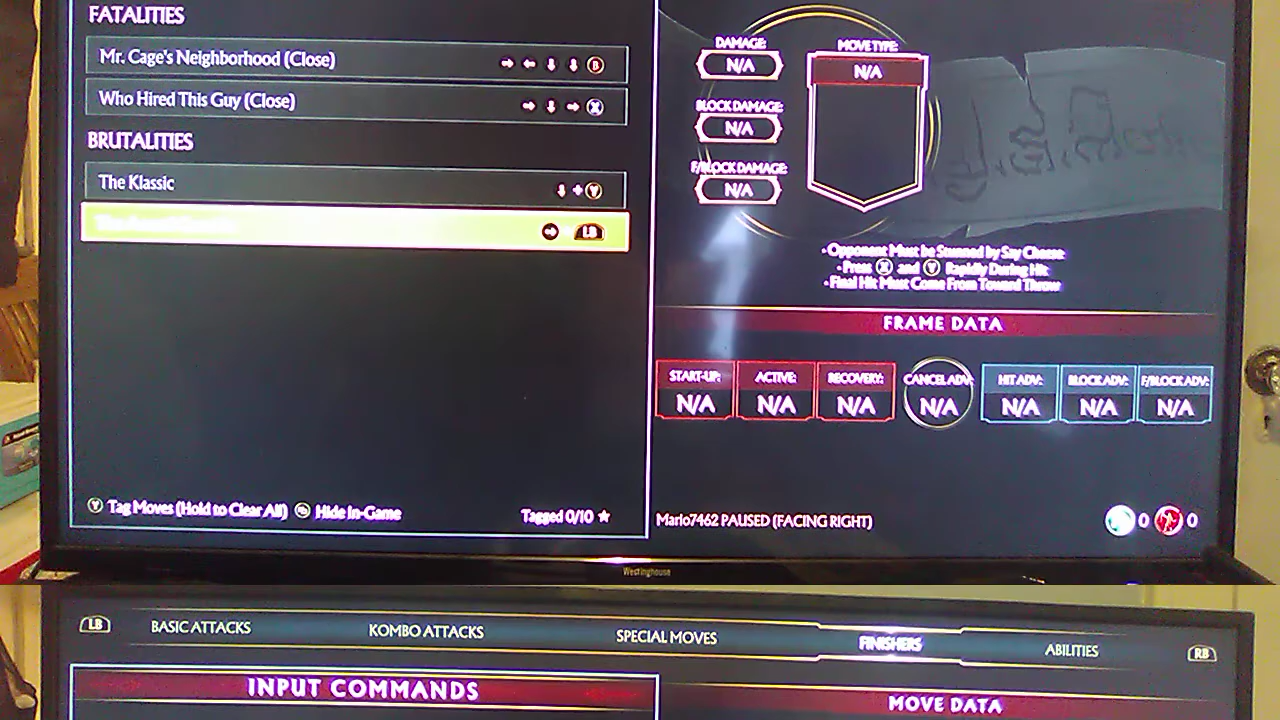 FATALITIES
Mr. Cage's Neighborhood (Close) B
Who Hired This Guy (Close) X
BRUTALITIES
The Klassic + Y
LB
DAMAGE:
N/A
BLOCK DAMAGE:
N/A
F/BLOCK DAMAGE:
N/A
MOVE TYPE:
N/A
• Opponent Must be Stunned by Say Cheese
• Press X and Y Rapidly During Hit
• Final Hit Must Come From Toward Throw
FRAME DATA
START-UP: ACTIVE: RECOVERY: CANCEL ADV: HIT ADV: BLOCK ADV: F/BLOCK ADV:
N/A N/A N/A N/A N/A N/A N/A
Y Tag Moves (Hold to Clear All) Hide In-Game Tagged 0/10
Mario7462 PAUSED (FACING RIGHT) 0 0
Westinghouse
LB BASIC ATTACKS KOMBO ATTACKS SPECIAL MOVES FINISHERS ABILITIES RB
INPUT COMMANDS
MOVE DATA